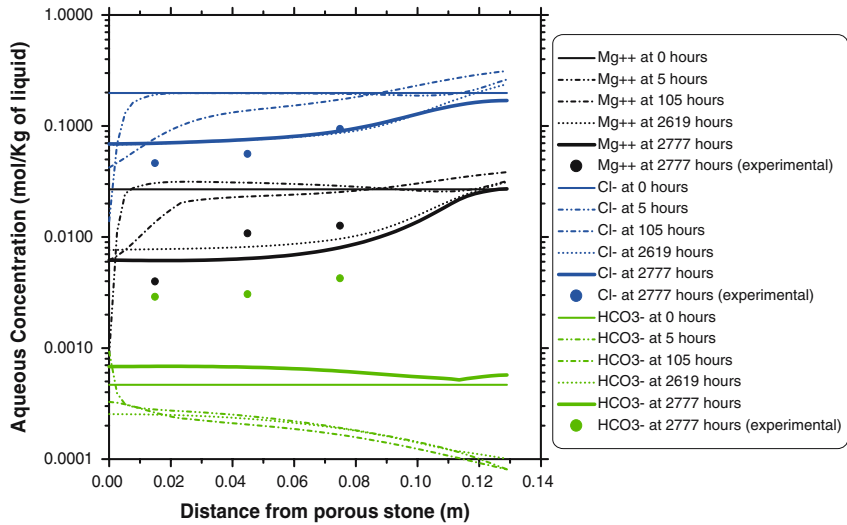 1.0000
0.1000
0.0100
0.0010
0.0001
Aqueous Concentration (mol/Kg of liquid)
0.00 0.02 0.04 0.06 0.08 0.10 0.12 0.14
Distance from porous stone (m)
Mg++ at 0 hours
Mg++ at 5 hours
Mg++ at 105 hours
Mg++ at 2619 hours
Mg++ at 2777 hours
Mg++ at 2777 hours (experimental)
Cl- at 0 hours
Cl- at 5 hours
Cl- at 105 hours
Cl- at 2619 hours
Cl- at 2777 hours
Cl- at 2777 hours (experimental)
HCO3- at 0 hours
HCO3- at 5 hours
HCO3- at 105 hours
HCO3- at 2619 hours
HCO3- at 2777 hours
HCO3- at 2777 hours (experimental)